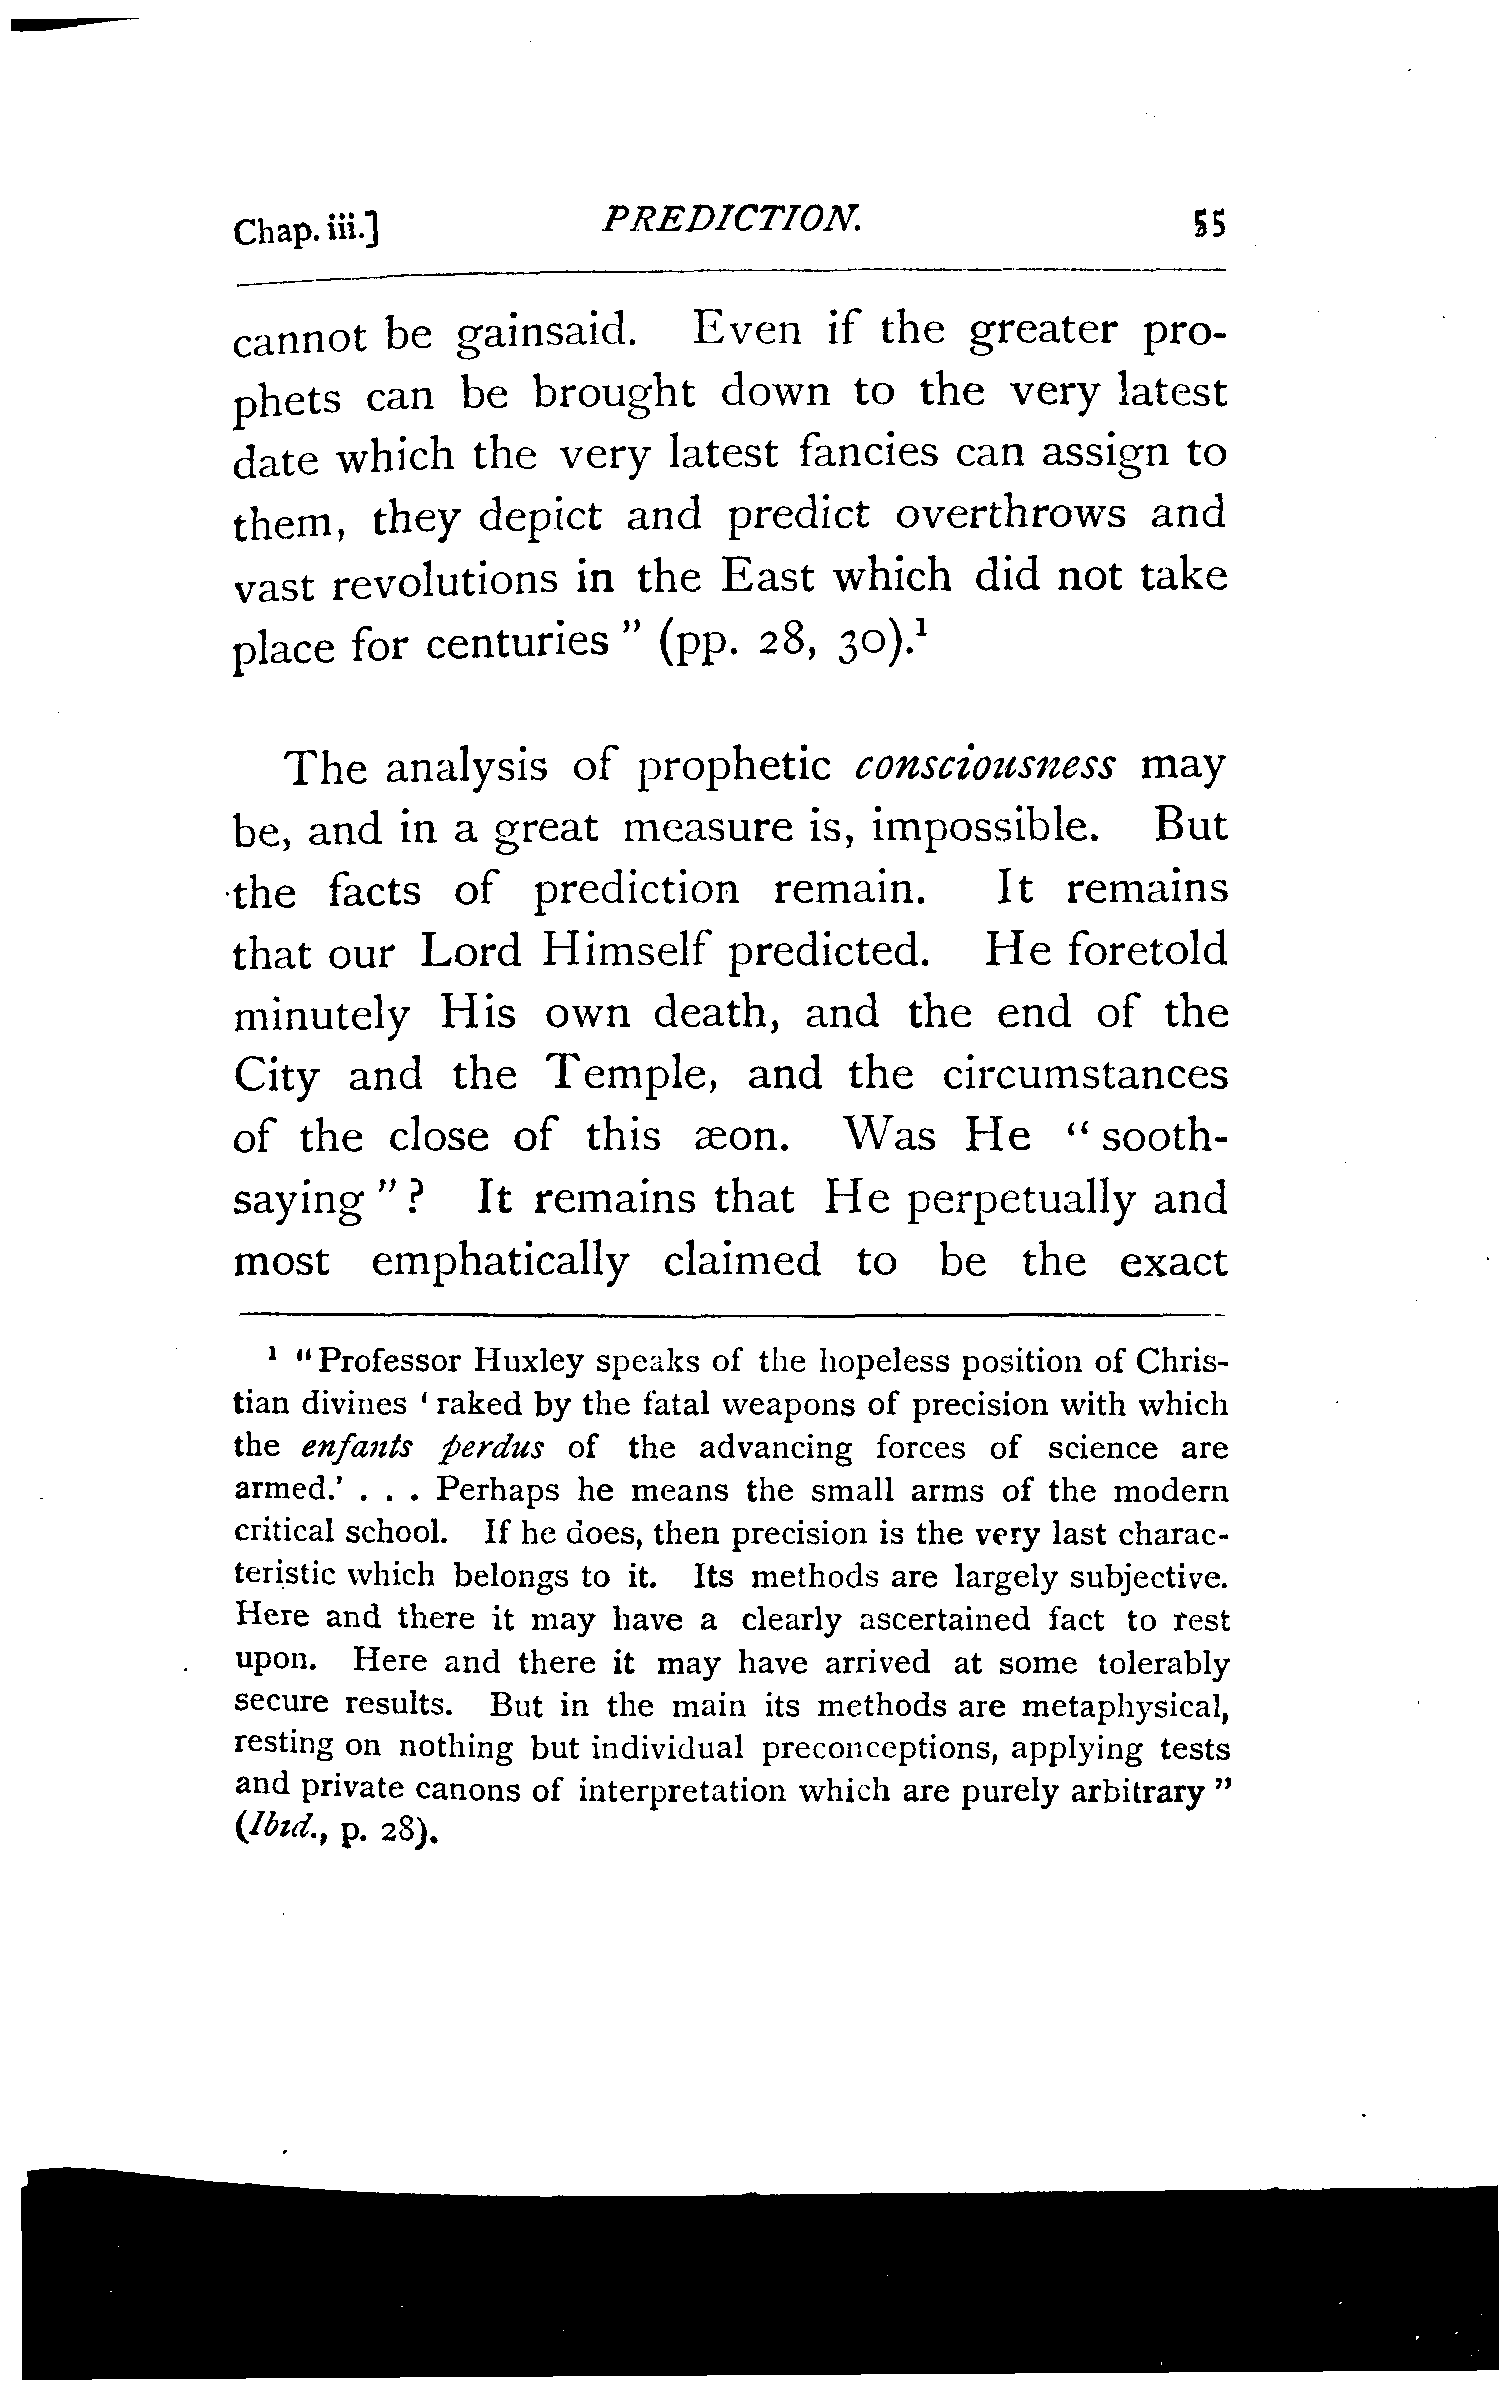 Chap. iii.] PREDICTION. 55
cannot be gainsaid. Even if the greater pro-
phets can be brought down to the very latest
date which the very latest fancies can assign to
them, they depict and predict overthrows and
vast revolutions in the East which did not take
place for centuries " (pp. 28, 30).¹
The analysis of prophetic consciousness may
be, and in a great measure is, impossible. But
the facts of prediction remain. It remains
that our Lord Himself predicted. He foretold
minutely His own death, and the end of the
City and the Temple, and the circumstances
of the close of this æon. Was He " sooth-
saying " ? It remains that He perpetually and
most emphatically claimed to be the exact
¹ "Professor Huxley speaks of the hopeless position of Chris-
tian divines ' raked by the fatal weapons of precision with which
the enfants perdus of the advancing forces of science are
armed.' . . . Perhaps he means the small arms of the modern
critical school. If he does, then precision is the very last charac-
teristic which belongs to it. Its methods are largely subjective.
Here and there it may have a clearly ascertained fact to rest
upon. Here and there it may have arrived at some tolerably
secure results. But in the main its methods are metaphysical,
resting on nothing but individual preconceptions, applying tests
and private canons of interpretation which are purely arbitrary "
(Ibid., p. 28).